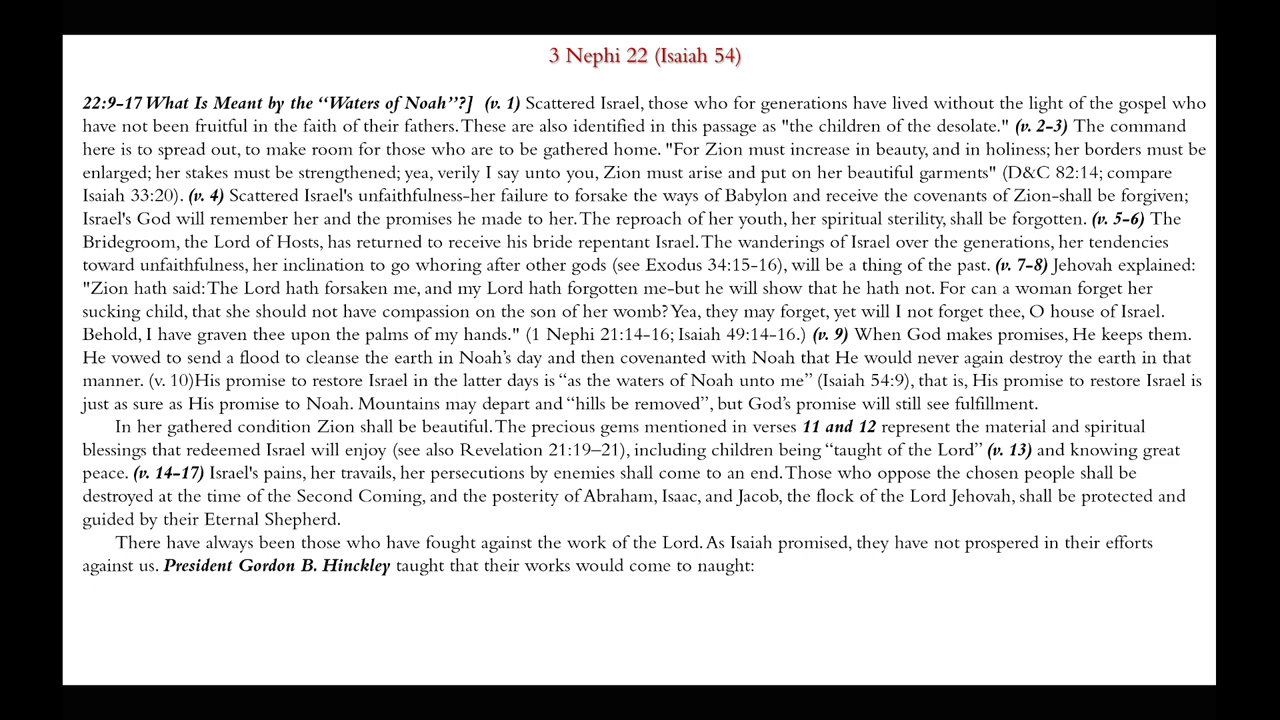 3 Nephi 22 (Isaiah 54)
22:9-17 What Is Meant by the “Waters of Noah”?] (v. 1) Scattered Israel, those who for generations have lived without the light of the gospel who
have not been fruitful in the faith of their fathers. These are also identified in this passage as "the children of the desolate." (v. 2-3) The command
here is to spread out, to make room for those who are to be gathered home. "For Zion must increase in beauty, and in holiness; her borders must be
enlarged; her stakes must be strengthened; yea, verily I say unto you, Zion must arise and put on her beautiful garments" (D&C 82:14; compare
Isaiah 33:20). (v. 4) Scattered Israel's unfaithfulness-her failure to forsake the ways of Babylon and receive the covenants of Zion-shall be forgiven;
Israel's God will remember her and the promises he made to her. The reproach of her youth, her spiritual sterility, shall be forgotten. (v. 5-6) The
Bridegroom, the Lord of Hosts, has returned to receive his bride repentant Israel. The wanderings of Israel over the generations, her tendencies
toward unfaithfulness, her inclination to go whoring after other gods (see Exodus 34:15-16), will be a thing of the past. (v. 7-8) Jehovah explained:
"Zion hath said: The Lord hath forsaken me, and my Lord hath forgotten me-but he will show that he hath not. For can a woman forget her
sucking child, that she should not have compassion on the son of her womb? Yea, they may forget, yet will I not forget thee, O house of Israel.
Behold, I have graven thee upon the palms of my hands." (1 Nephi 21:14-16; Isaiah 49:14-16.) (v. 9) When God makes promises, He keeps them.
He vowed to send a flood to cleanse the earth in Noah’s day and then covenanted with Noah that He would never again destroy the earth in that
manner. (v. 10)His promise to restore Israel in the latter days is “as the waters of Noah unto me” (Isaiah 54:9), that is, His promise to restore Israel is
just as sure as His promise to Noah. Mountains may depart and “hills be removed”, but God’s promise will still see fulfillment.
In her gathered condition Zion shall be beautiful. The precious gems mentioned in verses 11 and 12 represent the material and spiritual
blessings that redeemed Israel will enjoy (see also Revelation 21:19–21), including children being “taught of the Lord” (v. 13) and knowing great
peace. (v. 14-17) Israel's pains, her travails, her persecutions by enemies shall come to an end. Those who oppose the chosen people shall be
destroyed at the time of the Second Coming, and the posterity of Abraham, Isaac, and Jacob, the flock of the Lord Jehovah, shall be protected and
guided by their Eternal Shepherd.
There have always been those who have fought against the work of the Lord. As Isaiah promised, they have not prospered in their efforts
against us. President Gordon B. Hinckley taught that their works would come to naught: